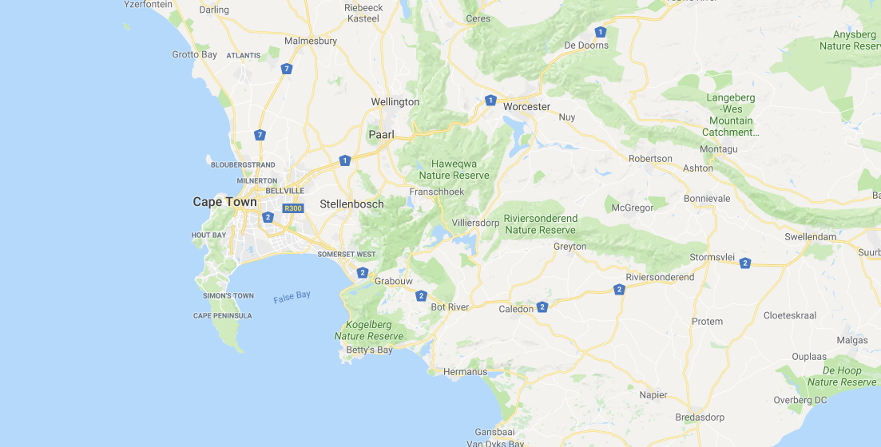 Yzerfontein
Darling
Riebeeck
Kasteel
Ceres
1
De Doorns
Anysberg
Nature Reserv
Malmesbury
Grotto Bay
ATLANTIS
7
Wellington
1
Worcester
Nuy
Langeberg
-Wes
Mountain
Catchment...
7
Paarl
1
Montagu
BLOUBERGSTRAND
Haweqwa
Nature Reserve
Robertson
Ashton
MILNERTON
BELLVILLE
Franschhoek
Bonnievale
Ba
Cape Town
R300
Stellenbosch
McGregor
2
Villiersdorp
Riviersonderend
Nature Reserve
HOUT BAY
Greyton
Swellendam
SOMERSET WEST
Stormsvlei
2
Suurb
2
Grabouw
Riviersonderend
SIMON'S TOWN
False Bay
2
Bot River
Caledon
2
2
CAPE PENINSULA
Protem
Cloeteskraal
Kogelberg
Nature Reserve
Malgas
Betty's Bay
Ouplaas
Hermanus
De Hoop
Nature Reserve
Napier
Overberg DC
Bredasdorp
Gansbaai
Van Dyks Bay